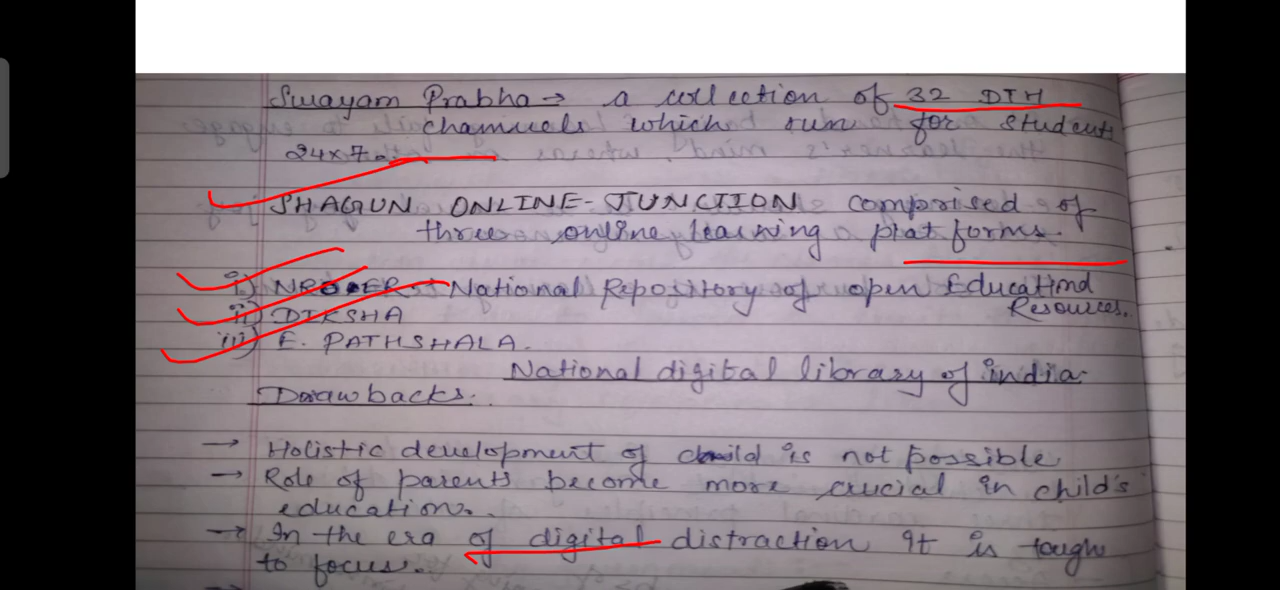 Swayam Prabha → a collection of 32 DTH
channels which run for students
24x7.
SHAGUN ONLINE-JUNCTION comprised of
three online learning platforms.
i) NROER → National Repository of open Educational
Resources.
ii) DIKSHA
iii) E. PATHSHALA.
National digital library of india
Drawbacks.
→ Holistic development of child is not possible
→ Role of parents become more crucial in child's
education.
→ In the era of digital distraction it is tough
to focus.